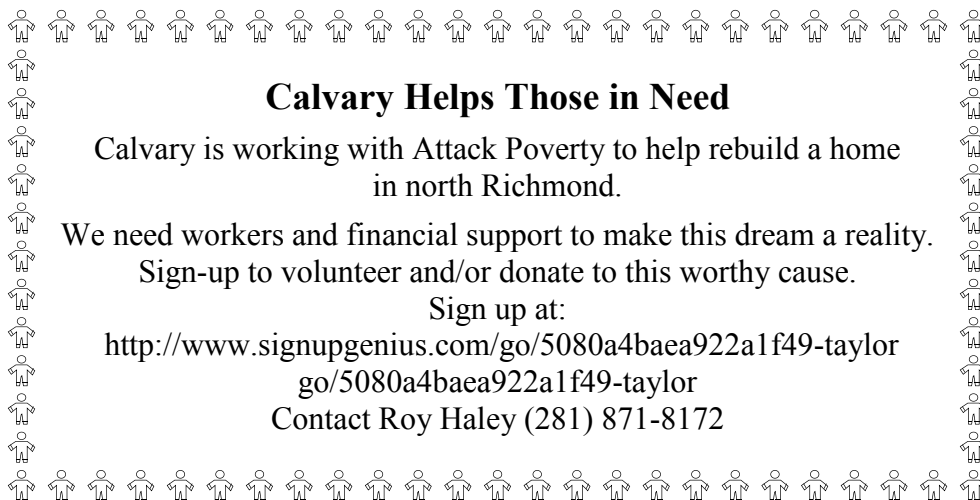 Calvary Helps Those in Need
Calvary is working with Attack Poverty to help rebuild a home
in north Richmond.
We need workers and financial support to make this dream a reality.
Sign-up to volunteer and/or donate to this worthy cause.
Sign up at:
http://www.signupgenius.com/go/5080a4baea922a1f49-taylor
go/5080a4baea922a1f49-taylor
Contact Roy Haley (281) 871-8172